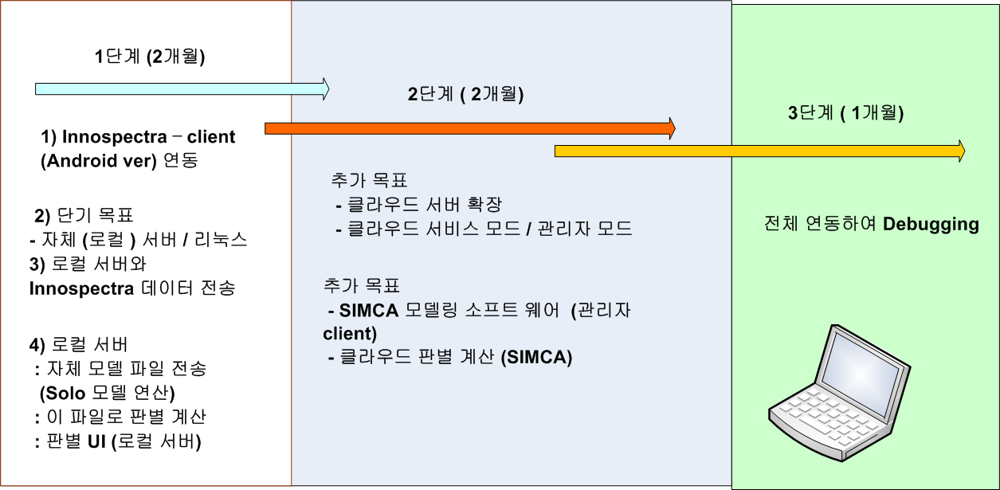 1단계 (2개월)
1) Innospectra – client
(Android ver) 연동
2) 단기 목표
- 자체 (로컬 ) 서버 / 리눅스
3) 로컬 서버와
Innospectra 데이터 전송
4) 로컬 서버
: 자체 모델 파일 전송
(Solo 모델 연산)
: 이 파일로 판별 계산
: 판별 UI (로컬 서버)
2단계 ( 2개월)
추가 목표
- 클라우드 서버 확장
- 클라우드 서비스 모드 / 관리자 모드
추가 목표
- SIMCA 모델링 소프트 웨어 (관리자
client)
- 클라우드 판별 계산 (SIMCA)
3단계 ( 1개월)
전체 연동하여 Debugging